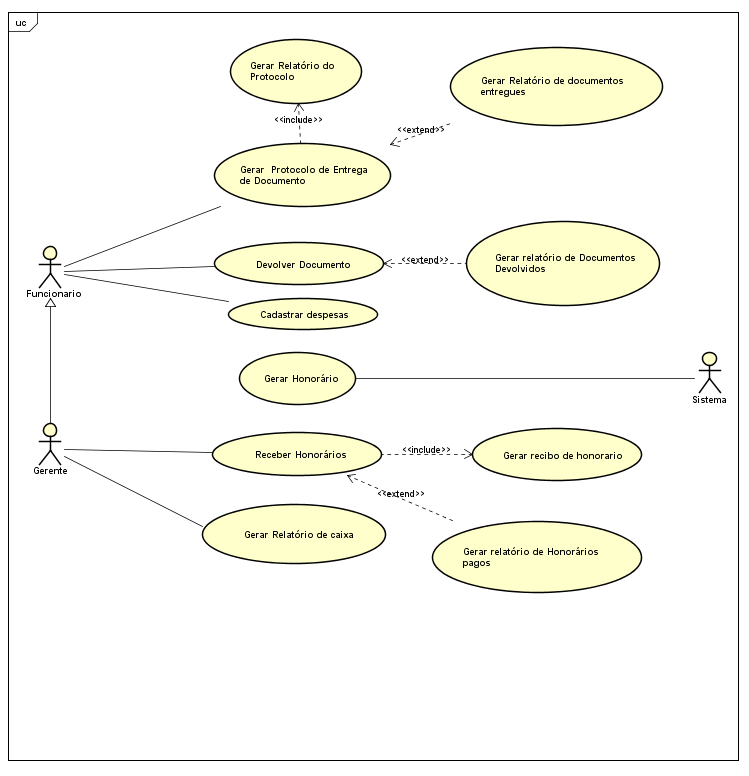 uc
Gerar Relatório do
Protocolo
Gerar Relatório de documentos
entregues
<<include>>
<<extend>>
Gerar Protocolo de Entrega
de Documento
Devolver Documento
<<extend>>
Gerar relatório de Documentos
Devolvidos
Funcionario
Cadastrar despesas
Gerar Honorário
Sistema
Gerente
Receber Honorários
<<include>>
Gerar recibo de honorario
<<extend>>
Gerar Relatório de caixa
Gerar relatório de Honorários
pagos